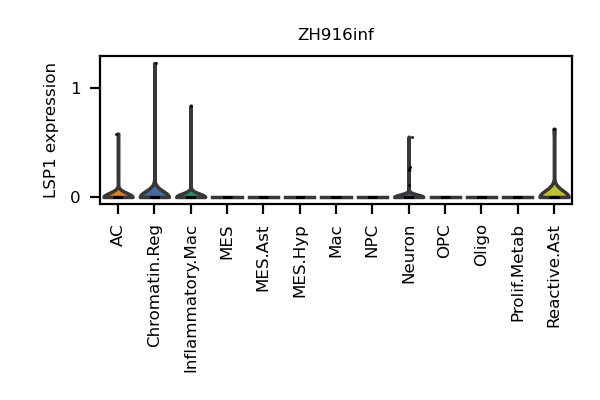 ZH916inf
LSP1 expression
1
0
AC
Chromatin.Reg
Inflammatory.Mac
MES
MES.Ast
MES.Hyp
Mac
NPC
Neuron
OPC
Oligo
Prolif.Metab
Reactive.Ast